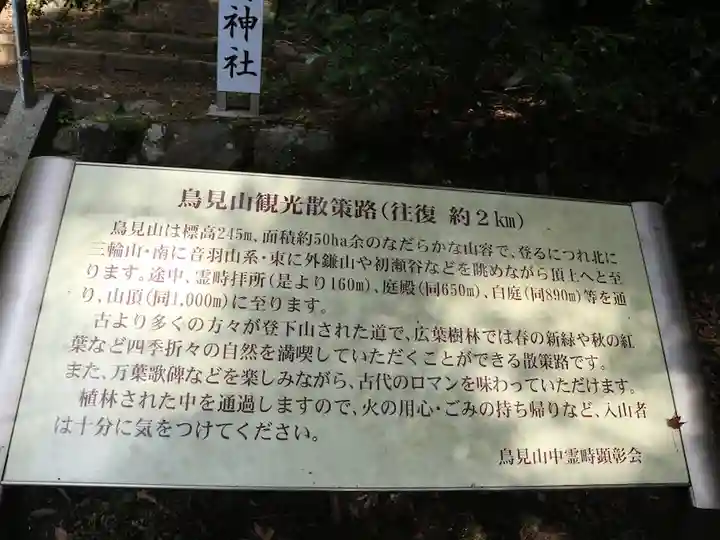 神社
鳥見山観光散策路(往復 約2km)
鳥見山は標高245m、面積約50ha余のなだらかな山容で、登るにつれ北に
三輪山・南に音羽山系・東に外鎌山や初瀬谷などを眺めながら頂上へと至
ります。途中、霊畤拝所(是より160m)、庭殿(同650m)、白庭(同890m)等を通
り、山頂(同1,000m)に至ります。
古より多くの方々が登下山された道で、広葉樹林では春の新緑や秋の紅
葉など四季折々の自然を満喫していただくことができる散策路です。
また、万葉歌碑などを楽しみながら、古代のロマンを味わっていただけます。
植林された中を通過しますので、火の用心・ごみの持ち帰りなど、入山者
は十分に気をつけてください。
鳥見山中霊畤顕彰会